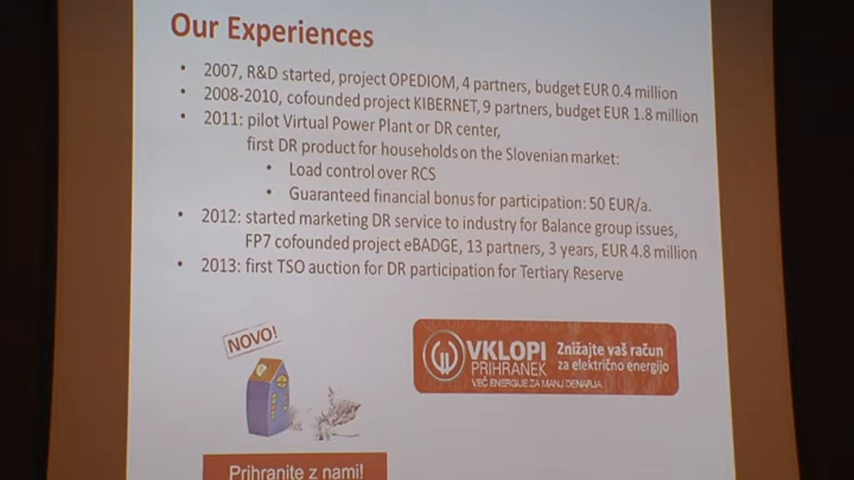 Our Experiences
• 2007, R&D started, project OPEDIOM, 4 partners, budget EUR 0.4 million
• 2008-2010, cofounded project KIBERNET, 9 partners, budget EUR 1.8 million
• 2011: pilot Virtual Power Plant or DR center,
first DR product for households on the Slovenian market:
• Load control over RCS
• Guaranteed financial bonus for participation: 50 EUR/a.
• 2012: started marketing DR service to industry for Balance group issues,
FP7 cofounded project eBADGE, 13 partners, 3 years, EUR 4.8 million
• 2013: first TSO auction for DR participation for Tertiary Reserve
NOVO!
VKLOPI
PRIHRANEK
VEČ ENERGIJE ZA MANJ DENARJA
Znižajte vaš račun
za električno energijo
Prihranite z nami!